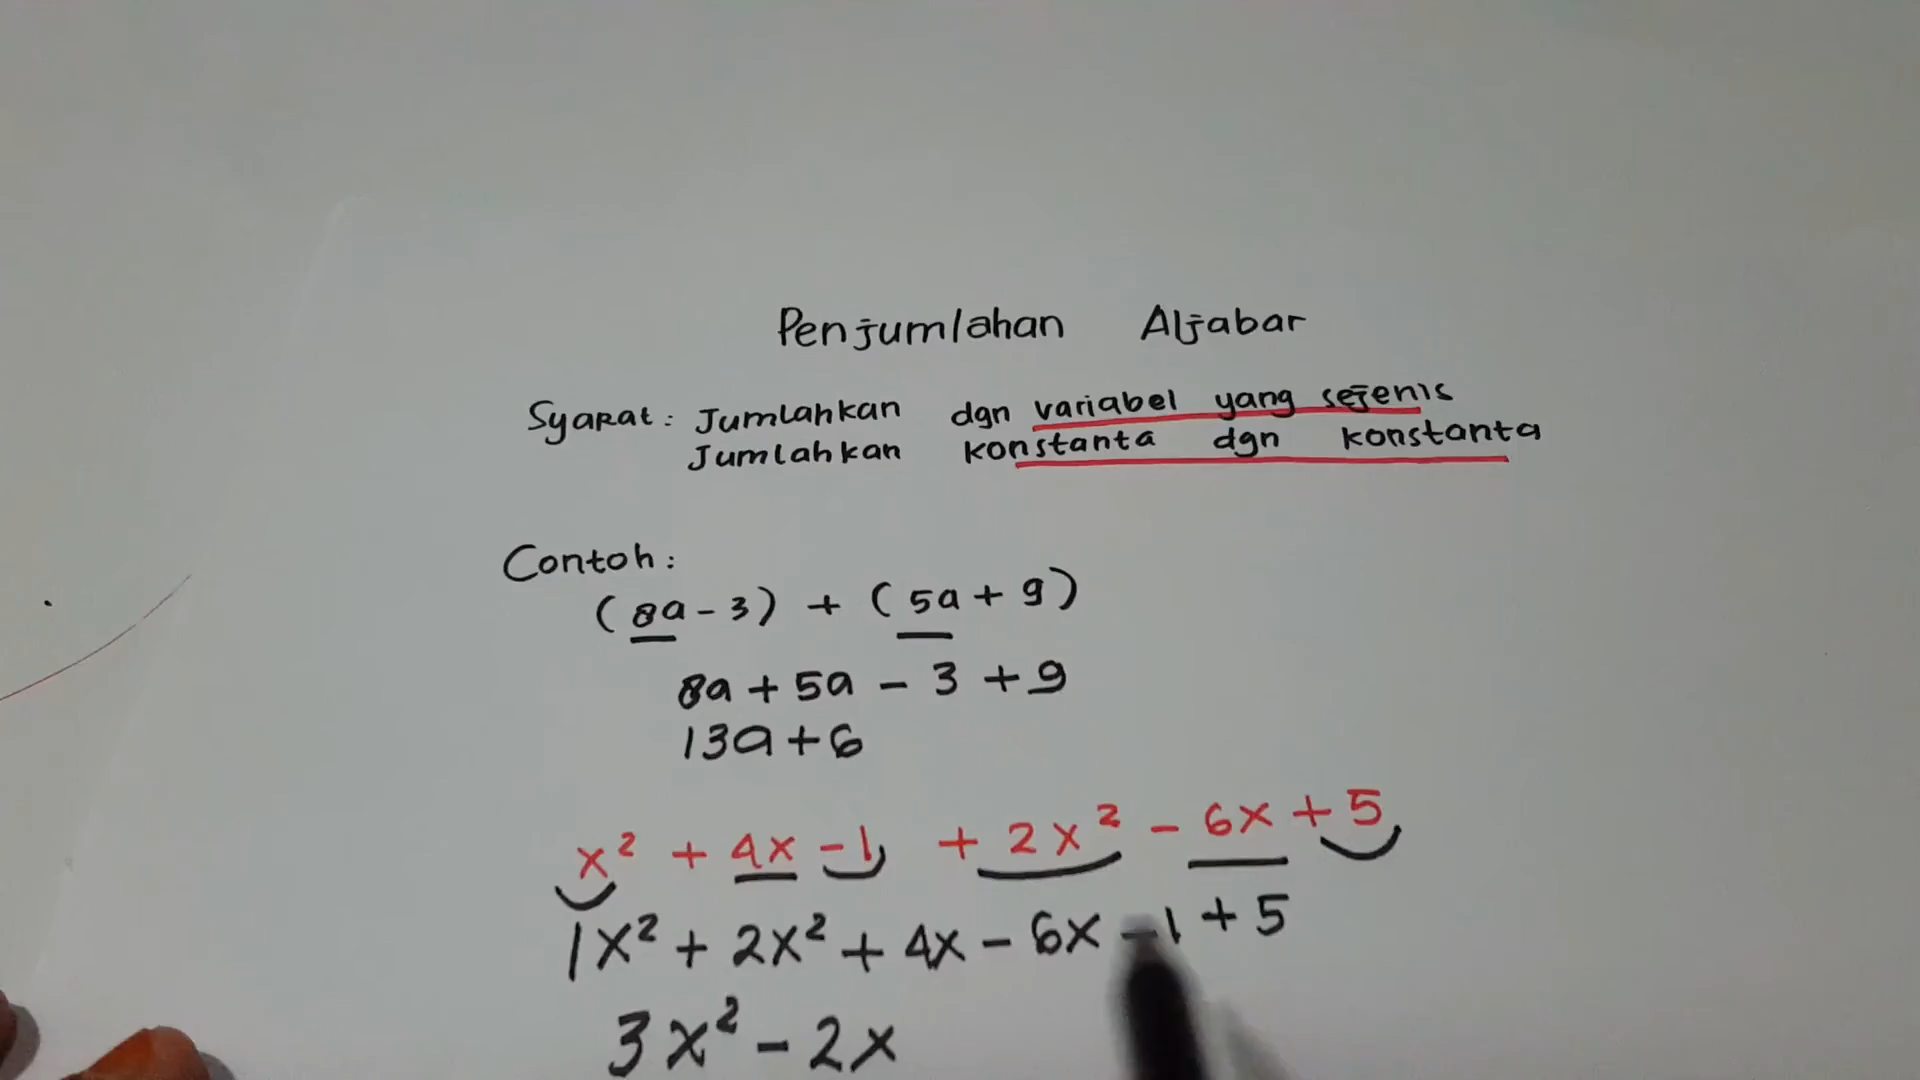 Penjumlahan Aljabar
Syarat: Jumlahkan dgn variabel yang sejenis
Jumlahkan konstanta dgn konstanta
Contoh:
(8a - 3) + (5a + 9)
8a + 5a - 3 + 9
13a + 6
x² + 4x - 1 + 2x² - 6x + 5
1x² + 2x² + 4x - 6x - 1 + 5
3x² - 2x